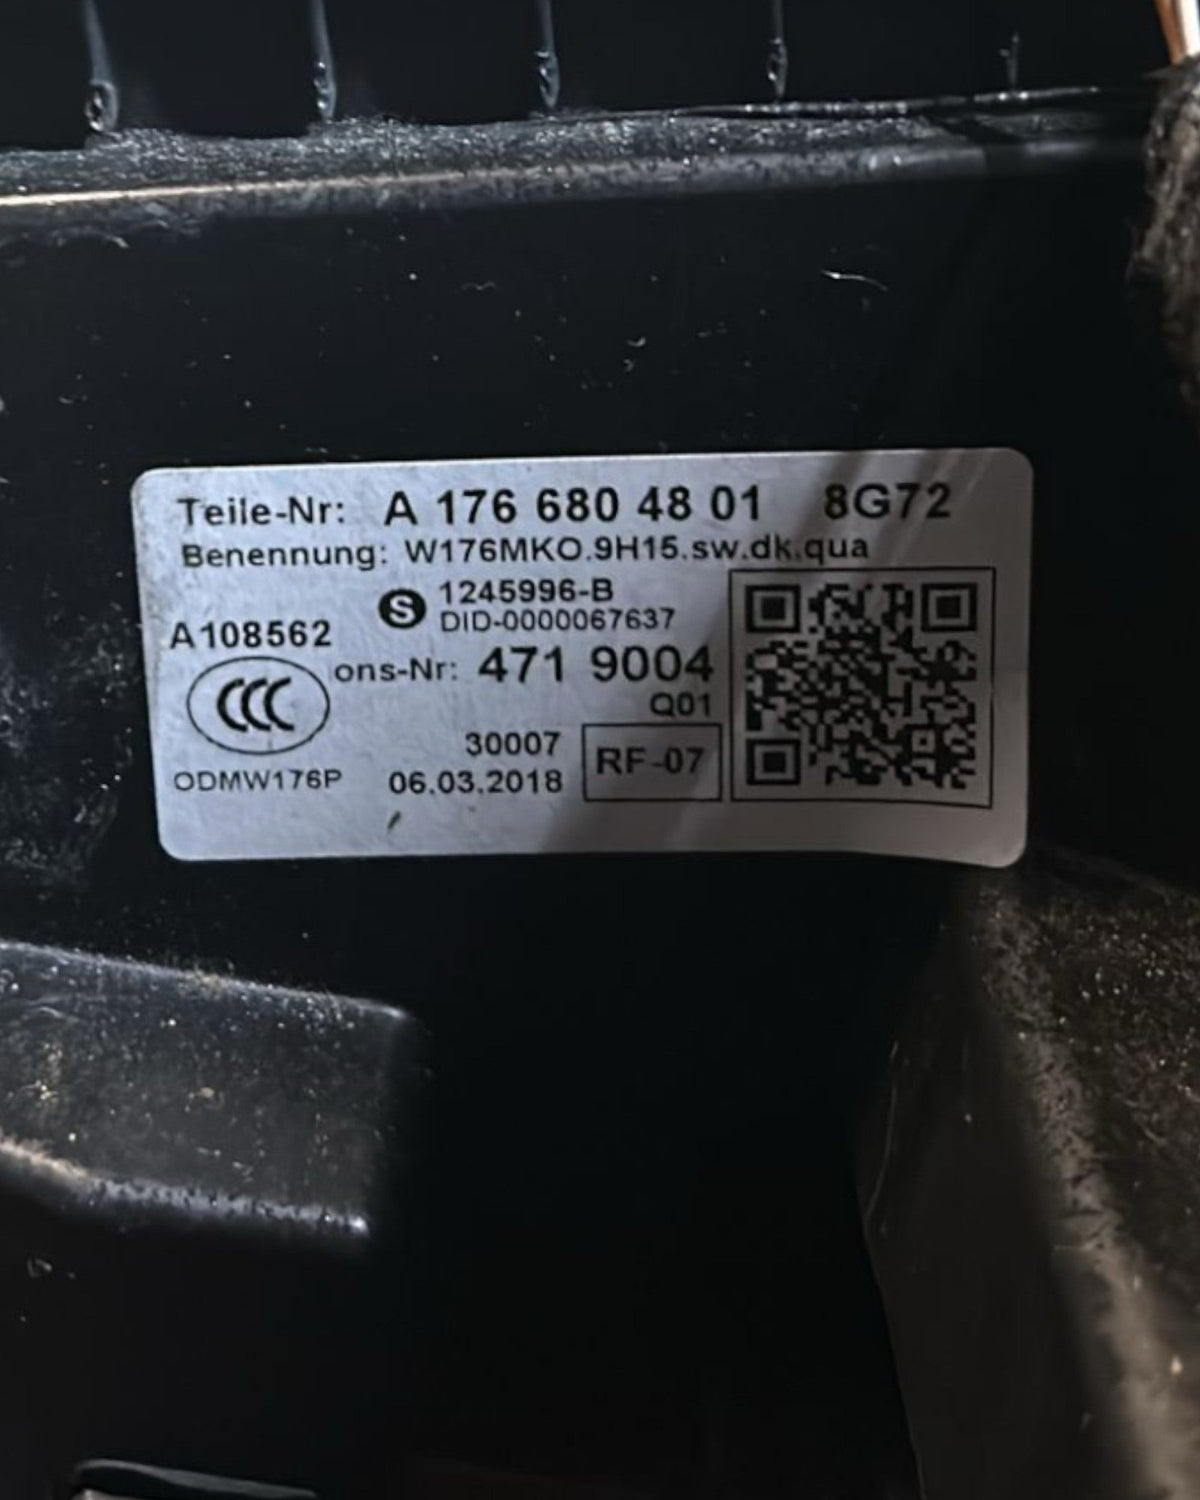 Teile-Nr: A 176 680 48 01 8G72
Benennung: W176MKO.9H15.sw.dk.qua
S 1245996-B
DID-0000067637
A108562
ons-Nr: 471 9004
CCC
Q01
30007
RF-07
ODMW176P 06.03.2018